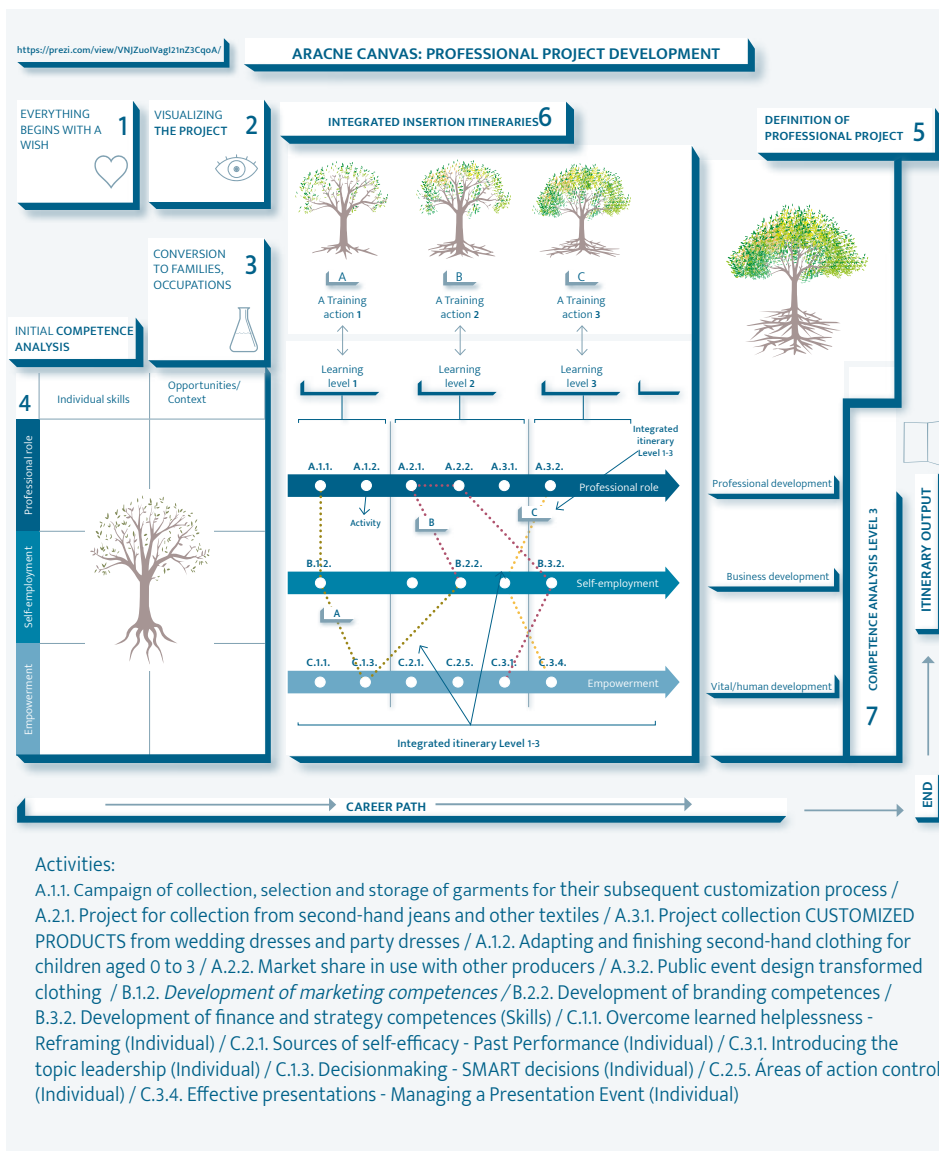 https://prezi.com/view/VNJZuoIVagI21nZ3CqoA/
ARACNE CANVAS: PROFESSIONAL PROJECT DEVELOPMENT
EVERYTHING
BEGINS WITH A
WISH
1
VISUALIZING
THE PROJECT
2
INTEGRATED INSERTION ITINERARIES
6
DEFINITION OF
PROFESSIONAL PROJECT
5
CONVERSION
TO FAMILIES,
OCCUPATIONS
3
INITIAL COMPETENCE
ANALYSIS
4
Individual skills
Opportunities/
Context
Professional role
Self-employment
Empowerment
A
B
C
A Training
action 1
A Training
action 2
A Training
action 3
Learning
level 1
Learning
level 2
Learning
level 3
Integrated
itinerary
Level 1-3
A.1.1.
A.1.2.
A.2.1.
A.2.2.
A.3.1.
A.3.2.
Professional role
Activity
B
C
B.1.2.
B.2.2.
B.3.2.
Self-employment
A
C.1.1.
C.1.3.
C.2.1.
C.2.5.
C.3.1.
C.3.4.
Empowerment
Integrated itinerary Level 1-3
Professional development
Business development
Vital/human development
COMPETENCE ANALYSIS LEVEL 3
7
ITINERARY OUTPUT
END
CAREER PATH
Activities:
A.1.1. Campaign of collection, selection and storage of garments for their subsequent customization process /
A.2.1. Project for collection from second-hand jeans and other textiles / A.3.1. Project collection CUSTOMIZED
PRODUCTS from wedding dresses and party dresses / A.1.2. Adapting and finishing second-hand clothing for
children aged 0 to 3 / A.2.2. Market share in use with other producers / A.3.2. Public event design transformed
clothing / B.1.2. Development of marketing competences / B.2.2. Development of branding competences /
B.3.2. Development of finance and strategy competences (Skills) / C.1.1. Overcome learned helplessness -
Reframing (Individual) / C.2.1. Sources of self-efficacy - Past Performance (Individual) / C.3.1. Introducing the
topic leadership (Individual) / C.1.3. Decisionmaking - SMART decisions (Individual) / C.2.5. Áreas of action control
(Individual) / C.3.4. Effective presentations - Managing a Presentation Event (Individual)